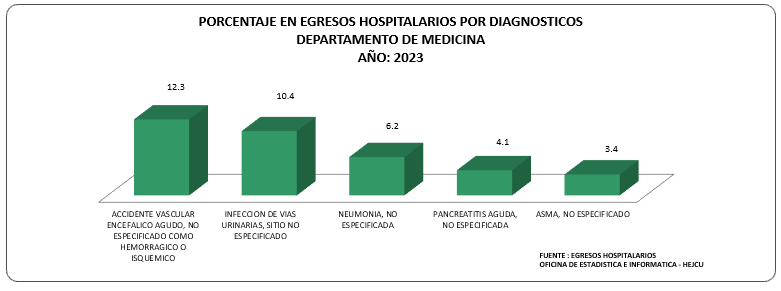 PORCENTAJE EN EGRESOS HOSPITALARIOS POR DIAGNOSTICOS
DEPARTAMENTO DE MEDICINA
AÑO: 2023
12.3
10.4
6.2
4.1
3.4
ACCIDENTE VASCULAR
ENCEFALICO AGUDO, NO
ESPECIFICADO COMO
HEMORRAGICO O
ISQUEMICO
INFECCION DE VIAS
URINARIAS, SITIO NO
ESPECIFICADO
NEUMONIA, NO
ESPECIFICADA
PANCREATITIS AGUDA,
NO ESPECIFICADA
ASMA, NO ESPECIFICADO
FUENTE : EGRESOS HOSPITALARIOS
OFICINA DE ESTADISTICA E INFORMATICA - HEJCU